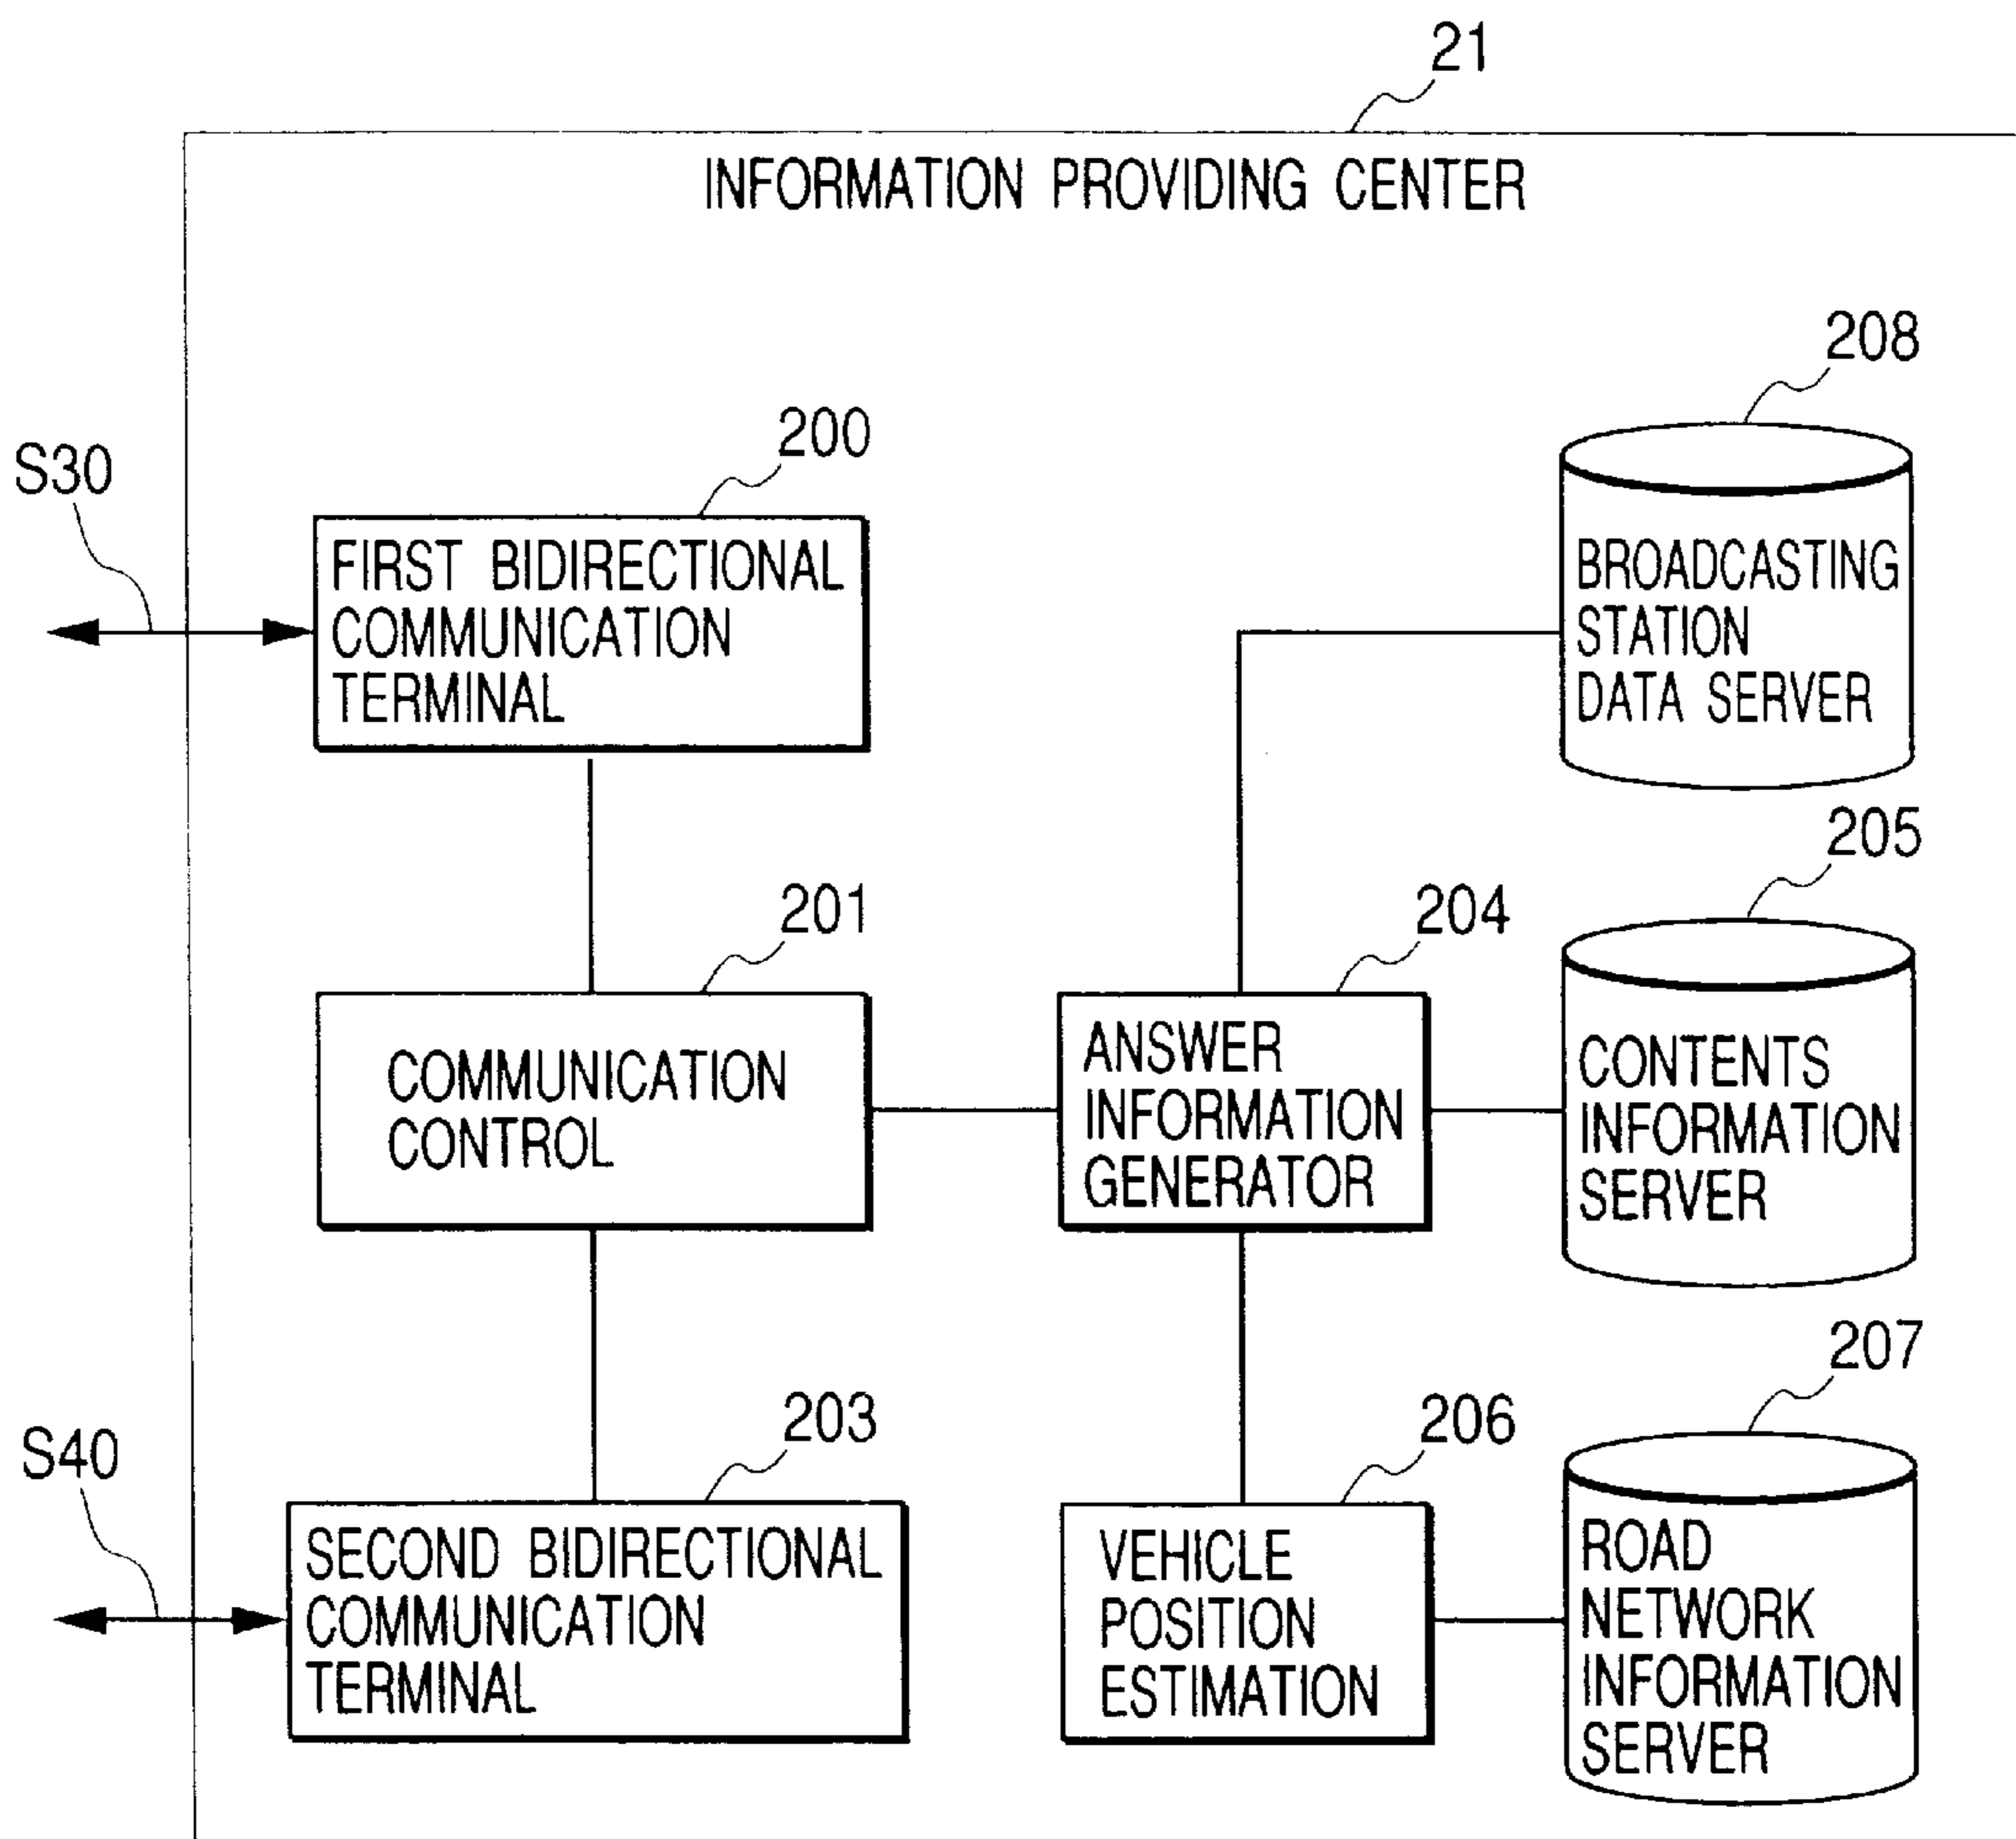 21
INFORMATION PROVIDING CENTER
208
200
S30
FIRST BIDIRECTIONAL
COMMUNICATION
TERMINAL
BROADCASTING
STATION
DATA SERVER
205
201
204
COMMUNICATION
CONTROL
ANSWER
INFORMATION
GENERATOR
CONTENTS
INFORMATION
SERVER
207
203
206
S40
SECOND BIDIRECTIONAL
COMMUNICATION
TERMINAL
VEHICLE
POSITION
ESTIMATION
ROAD
NETWORK
INFORMATION
SERVER